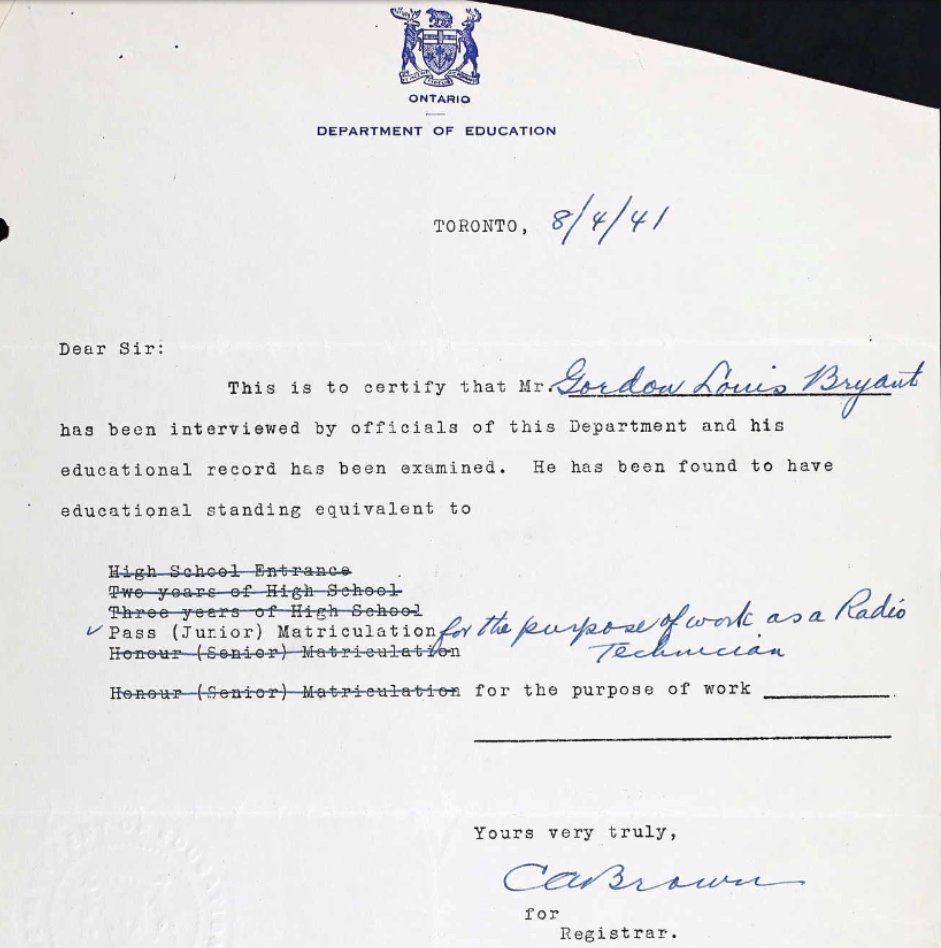 ONTARIO
DEPARTMENT OF EDUCATION
TORONTO, 8/4/41
Dear Sir:
This is to certify that Mr. Gordon Louis Bryant
has been interviewed by officials of this Department and his
educational record has been examined. He has been found to have
educational standing equivalent to
High School Entrance
Two years of High School
Three years of High School
✓ Pass (Junior) Matriculation for the purpose of work as a Radio
Technician
Honour (Senior) Matriculation
Honour (Senior) Matriculation for the purpose of work
Yours very truly,
CABrown
for
Registrar.